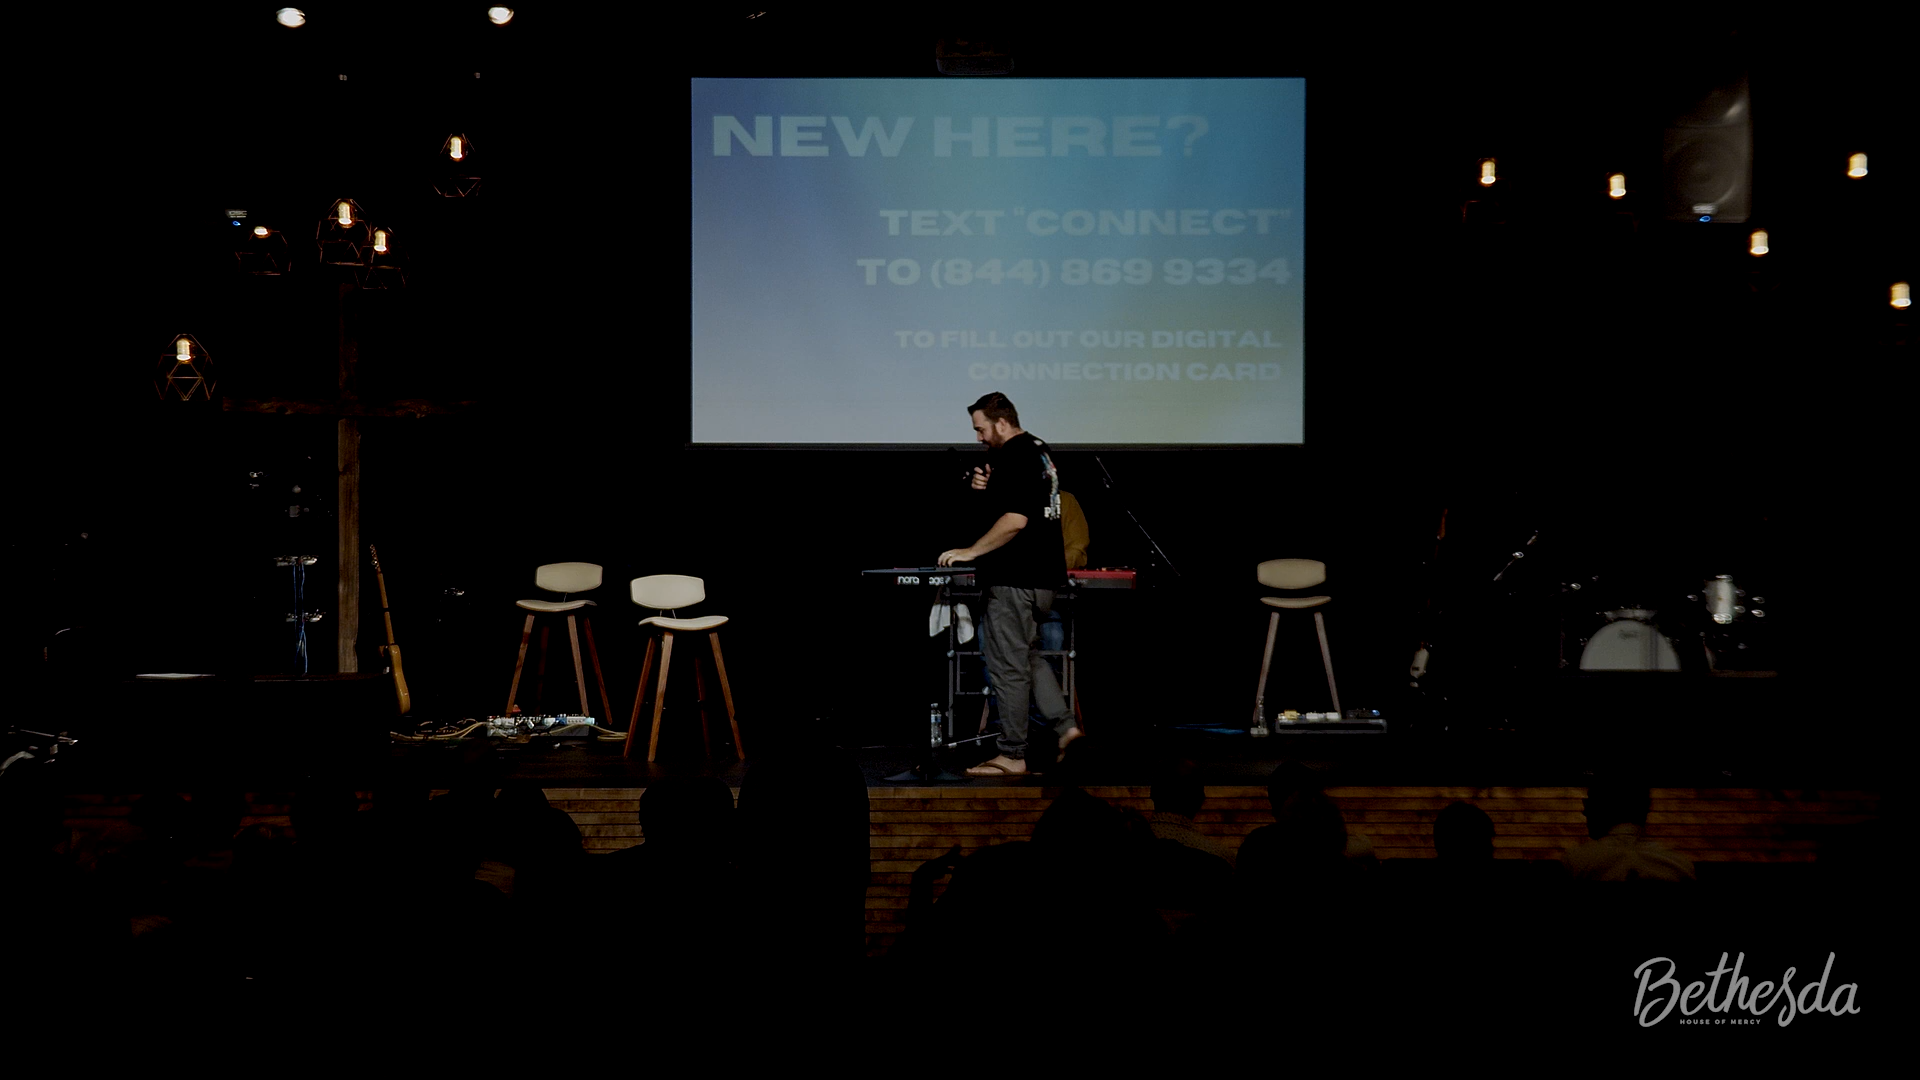 NEW HERE?
TEXT "CONNECT"
TO (844) 869 9334
TO FILL OUT OUR DIGITAL
CONNECTION CARD
nord
Bethesda
HOUSE OF MERCY